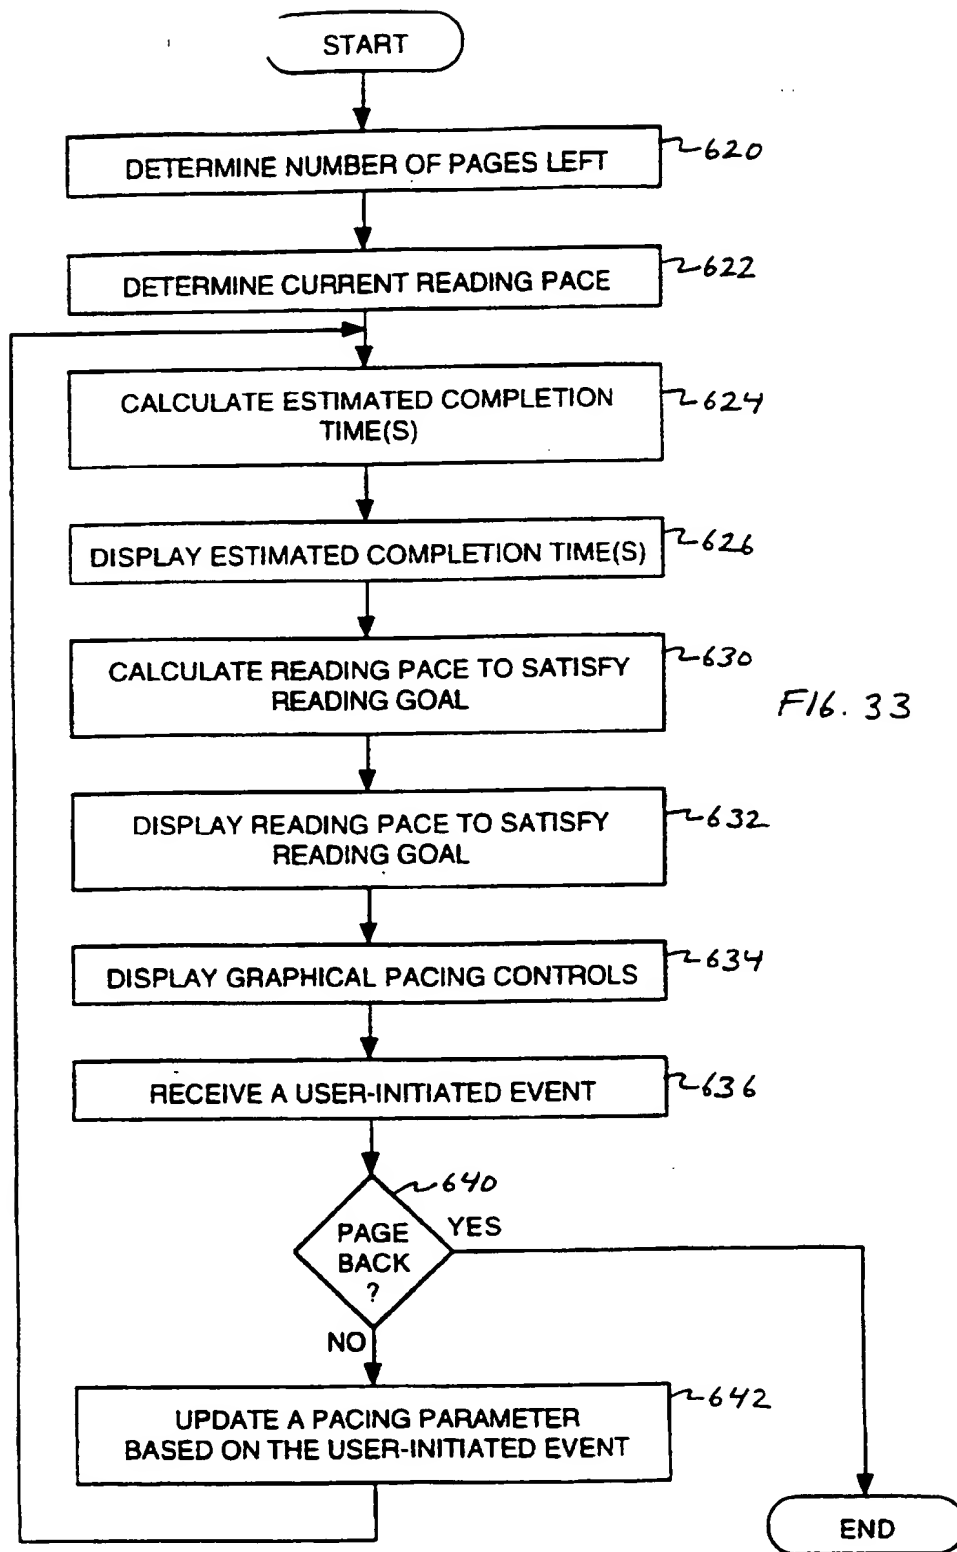 START
DETERMINE NUMBER OF PAGES LEFT
620
DETERMINE CURRENT READING PACE
622
CALCULATE ESTIMATED COMPLETION
TIME(S)
624
DISPLAY ESTIMATED COMPLETION TIME(S)
626
CALCULATE READING PACE TO SATISFY
READING GOAL
630
FIG. 33
DISPLAY READING PACE TO SATISFY
READING GOAL
632
DISPLAY GRAPHICAL PACING CONTROLS
634
RECEIVE A USER-INITIATED EVENT
636
640
PAGE
BACK
?
YES
NO
UPDATE A PACING PARAMETER
BASED ON THE USER-INITIATED EVENT
642
END